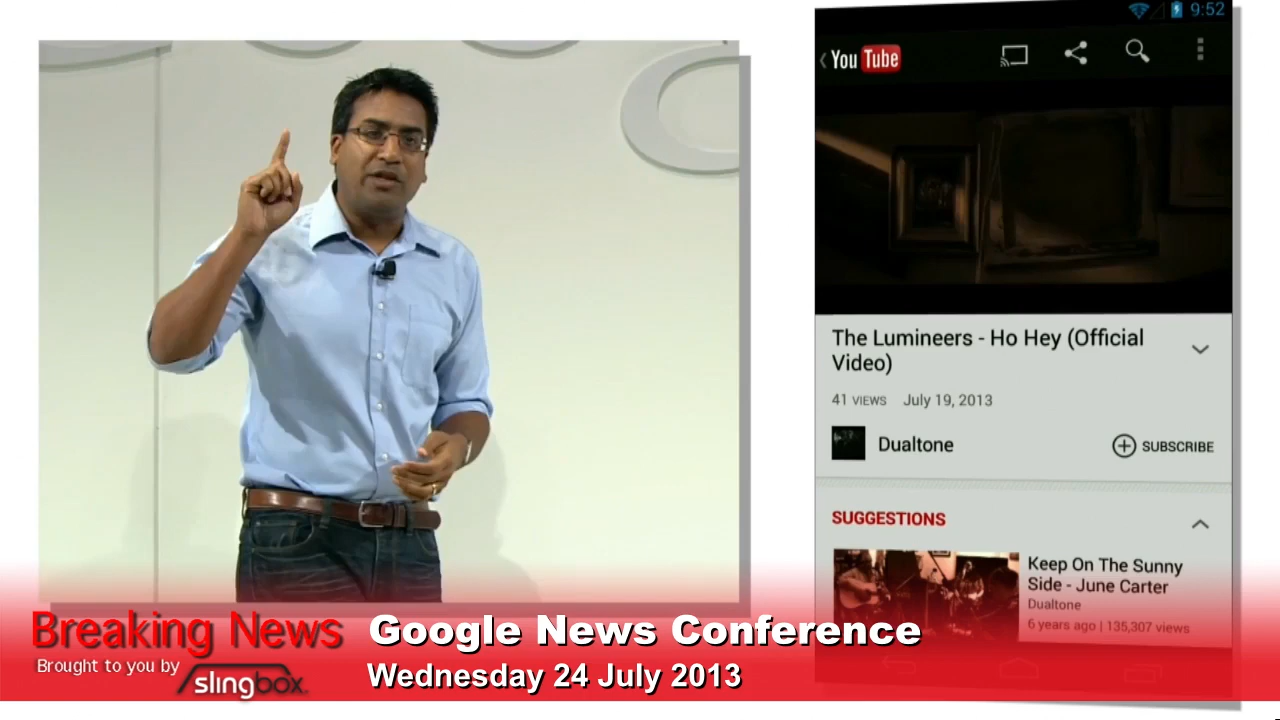 9:52
YouTube
The Lumineers - Ho Hey (Official
Video)
41 VIEWS July 19, 2013
Dualtone
SUBSCRIBE
SUGGESTIONS
Keep On The Sunny
Side - June Carter
Dualtone
6 years ago | 135,307 views
Breaking News
Brought to you by slingbox
Google News Conference
Wednesday 24 July 2013